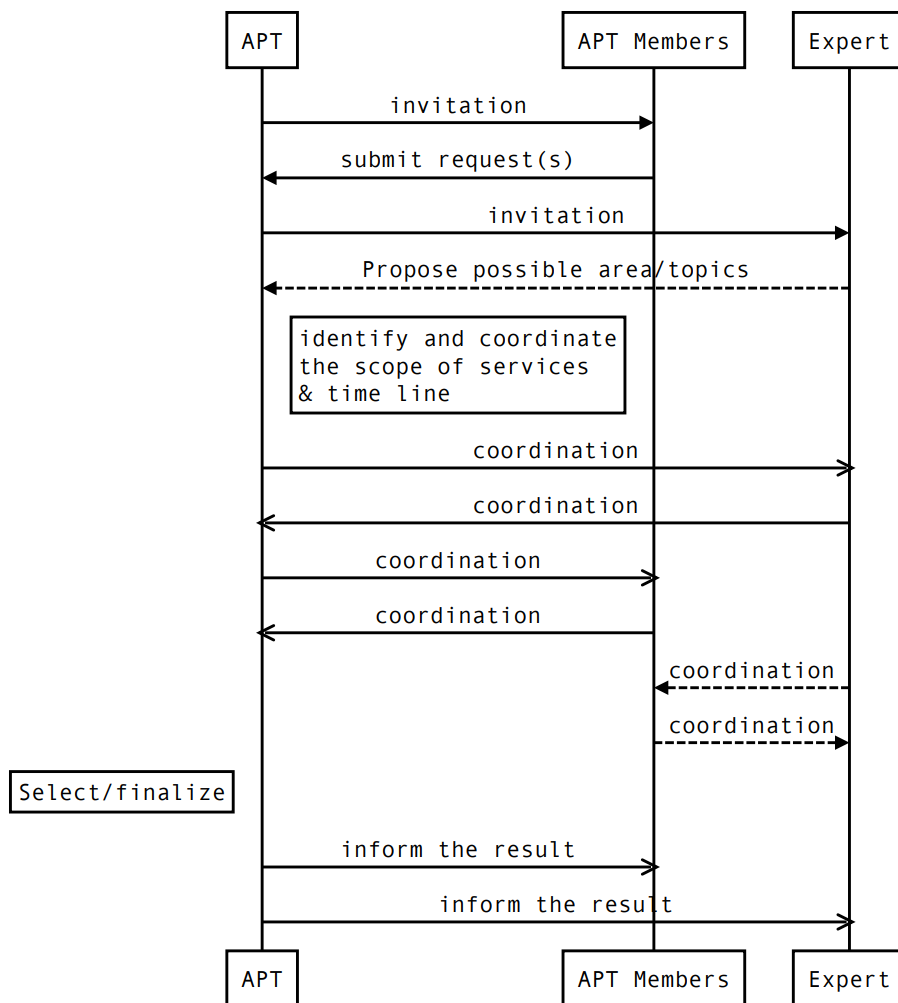 APT
APT Members
Expert
invitation
submit request(s)
invitation
Propose possible area/topics
identify and coordinate
the scope of services
& time line
coordination
coordination
coordination
coordination
coordination
coordination
Select/finalize
inform the result
inform the result
APT
APT Members
Expert